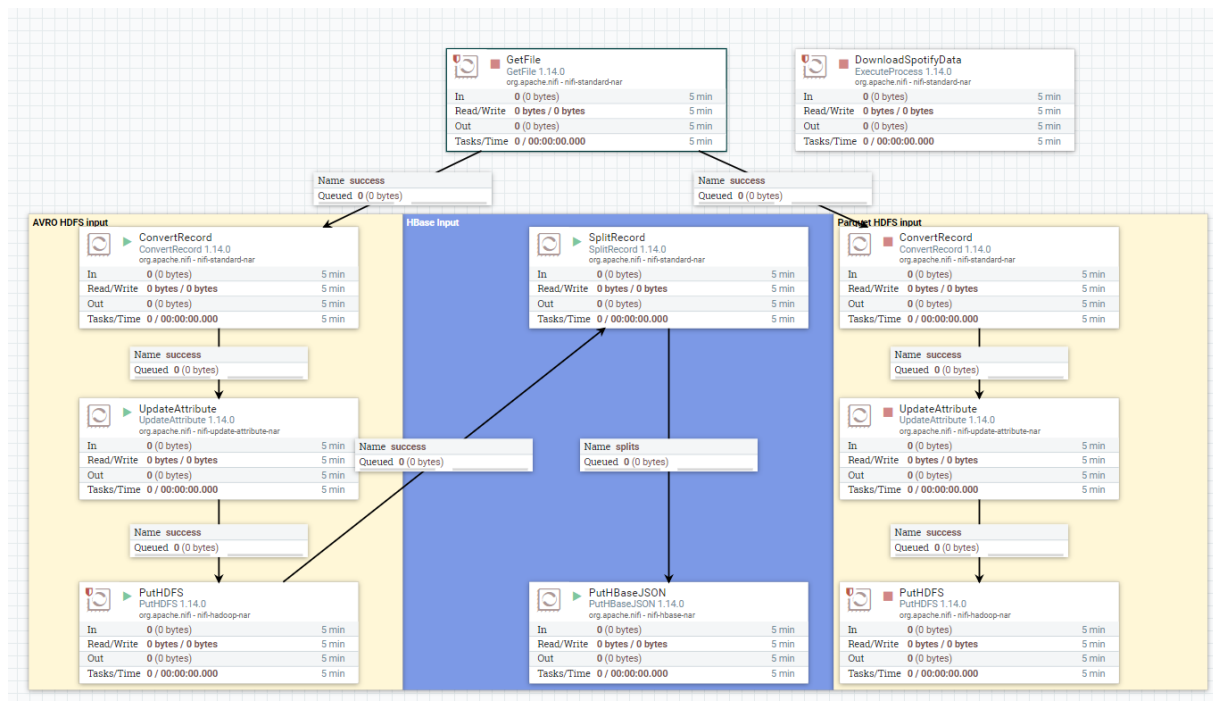 GetFile
GetFile 1.14.0
org.apache.nifi - nifi-standard-nar
In 0 (0 bytes) 5 min
Read/Write 0 bytes / 0 bytes 5 min
Out 0 (0 bytes) 5 min
Tasks/Time 0 / 00:00:00.000 5 min
DownloadSpotifyData
ExecuteProcess 1.14.0
org.apache.nifi - nifi-standard-nar
In 0 (0 bytes) 5 min
Read/Write 0 bytes / 0 bytes 5 min
Out 0 (0 bytes) 5 min
Tasks/Time 0 / 00:00:00.000 5 min
Name success
Queued 0 (0 bytes)
Name success
Queued 0 (0 bytes)
AVRO HDFS input
ConvertRecord
ConvertRecord 1.14.0
org.apache.nifi - nifi-standard-nar
In 0 (0 bytes) 5 min
Read/Write 0 bytes / 0 bytes 5 min
Out 0 (0 bytes) 5 min
Tasks/Time 0 / 00:00:00.000 5 min
Name success
Queued 0 (0 bytes)
UpdateAttribute
UpdateAttribute 1.14.0
org.apache.nifi - nifi-update-attribute-nar
In 0 (0 bytes) 5 min
Read/Write 0 bytes / 0 bytes 5 min
Out 0 (0 bytes) 5 min
Tasks/Time 0 / 00:00:00.000 5 min
Name success
Queued 0 (0 bytes)
PutHDFS
PutHDFS 1.14.0
org.apache.nifi - nifi-hadoop-nar
In 0 (0 bytes) 5 min
Read/Write 0 bytes / 0 bytes 5 min
Out 0 (0 bytes) 5 min
Tasks/Time 0 / 00:00:00.000 5 min
Name success
Queued 0 (0 bytes)
HBase Input
SplitRecord
SplitRecord 1.14.0
org.apache.nifi - nifi-standard-nar
In 0 (0 bytes) 5 min
Read/Write 0 bytes / 0 bytes 5 min
Out 0 (0 bytes) 5 min
Tasks/Time 0 / 00:00:00.000 5 min
Name splits
Queued 0 (0 bytes)
PutHBaseJSON
PutHBaseJSON 1.14.0
org.apache.nifi - nifi-hbase-nar
In 0 (0 bytes) 5 min
Read/Write 0 bytes / 0 bytes 5 min
Out 0 (0 bytes) 5 min
Tasks/Time 0 / 00:00:00.000 5 min
Parquet HDFS input
ConvertRecord
ConvertRecord 1.14.0
org.apache.nifi - nifi-standard-nar
In 0 (0 bytes) 5 min
Read/Write 0 bytes / 0 bytes 5 min
Out 0 (0 bytes) 5 min
Tasks/Time 0 / 00:00:00.000 5 min
Name success
Queued 0 (0 bytes)
UpdateAttribute
UpdateAttribute 1.14.0
org.apache.nifi - nifi-update-attribute-nar
In 0 (0 bytes) 5 min
Read/Write 0 bytes / 0 bytes 5 min
Out 0 (0 bytes) 5 min
Tasks/Time 0 / 00:00:00.000 5 min
Name success
Queued 0 (0 bytes)
PutHDFS
PutHDFS 1.14.0
org.apache.nifi - nifi-hadoop-nar
In 0 (0 bytes) 5 min
Read/Write 0 bytes / 0 bytes 5 min
Out 0 (0 bytes) 5 min
Tasks/Time 0 / 00:00:00.000 5 min